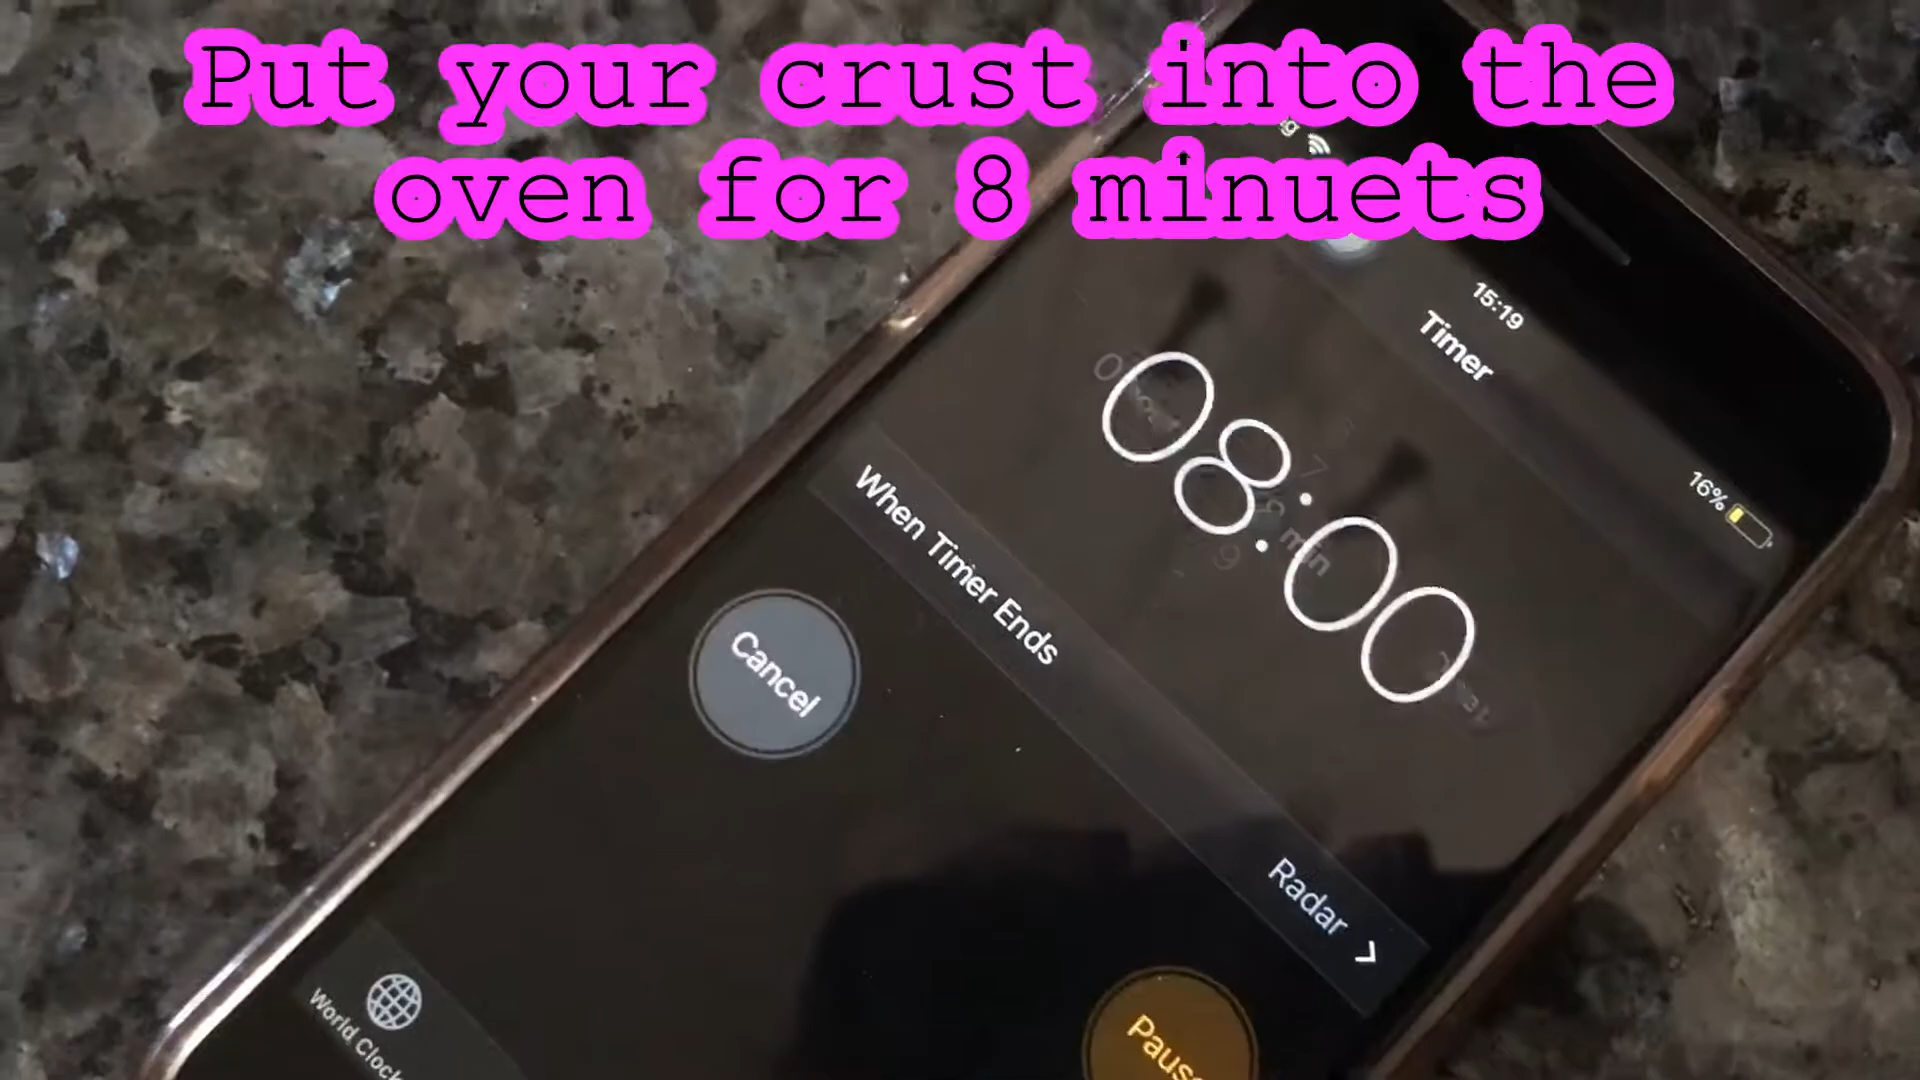 Put your crust into the
oven for 8 minuets
15:19
Timer
16%
08:00
min
When Timer Ends
Radar
Cancel
World Clock